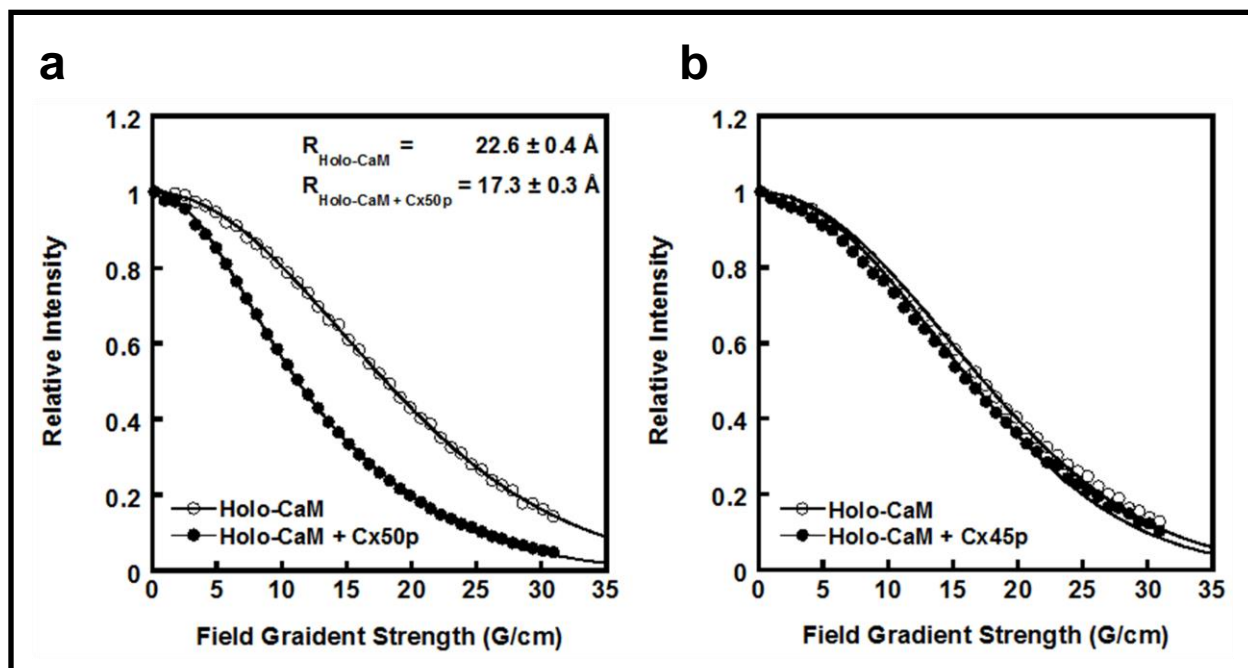 a
b
1.2
1
0.8
0.6
0.4
0.2
0
Relative Intensity
R Holo-CaM = 22.6 ± 0.4 Å
R Holo-CaM + Cx50p = 17.3 ± 0.3 Å
Holo-CaM
Holo-CaM + Cx50p
0 5 10 15 20 25 30 35
Field Graident Strength (G/cm)
1.2
1
0.8
0.6
0.4
0.2
0
Relative Intensity
Holo-CaM
Holo-CaM + Cx45p
0 5 10 15 20 25 30 35
Field Gradient Strength (G/cm)